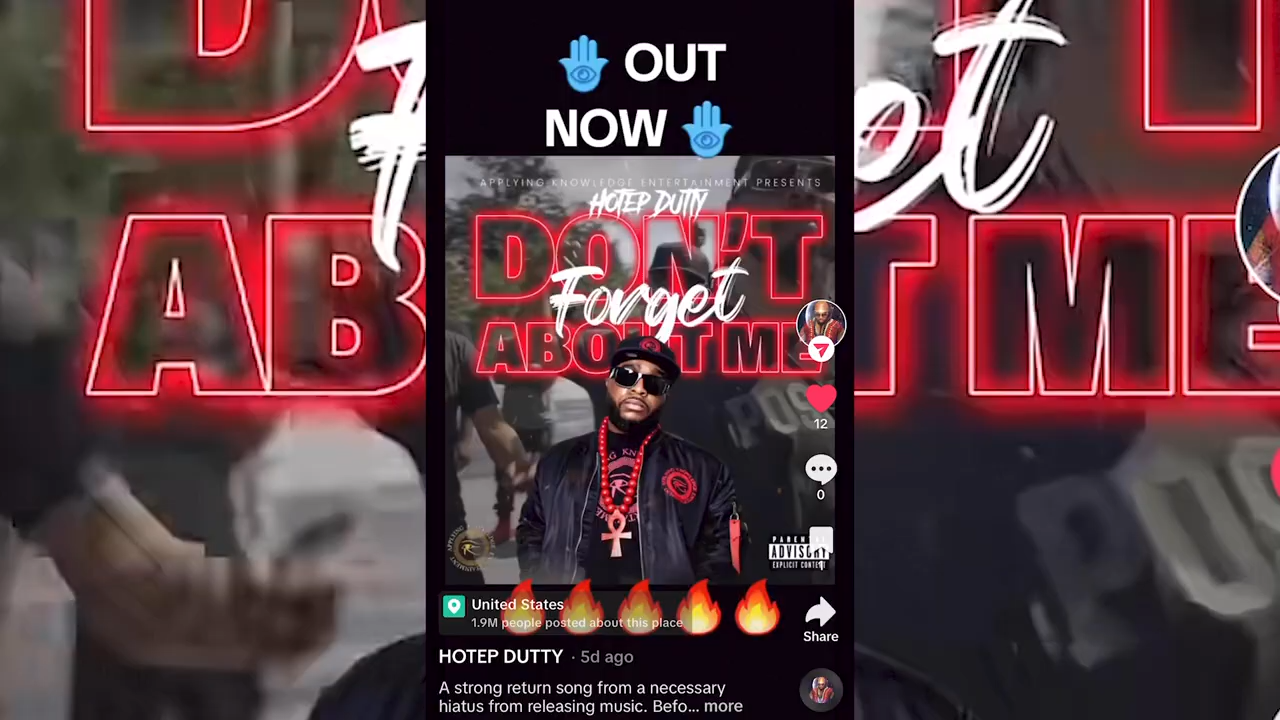 OUT
NOW
APPLYING KNOWLEDGE ENTERTAINMENT PRESENTS
HOTEP DUTTY
DON'T
Forget
ABOUT ME
12
0
PARENTAL
ADVISORY
EXPLICIT CONTENT
1
United States
1.9M people posted about this place
Share
HOTEP DUTTY · 5d ago
A strong return song from a necessary
hiatus from releasing music. Befo... more